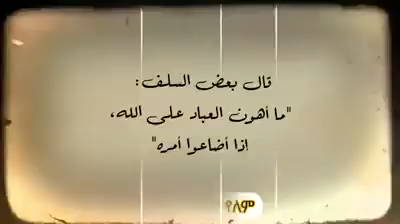 قال بعض السلف :
"ما أهون العباد على الله،
إذا أضاعوا أمره"